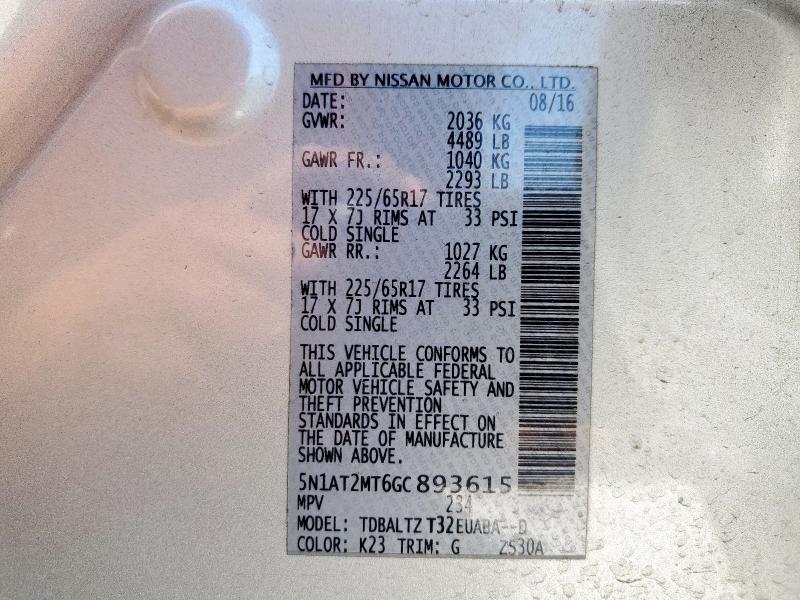 MFD BY NISSAN MOTOR CO., LTD.
DATE: 08/16
GVWR: 2036 KG
4489 LB
GAWR FR.: 1040 KG
2293 LB
WITH 225/65R17 TIRES
17 X 7J RIMS AT 33 PSI
COLD SINGLE
GAWR RR.: 1027 KG
2264 LB
WITH 225/65R17 TIRES
17 X 7J RIMS AT 33 PSI
COLD SINGLE
THIS VEHICLE CONFORMS TO
ALL APPLICABLE FEDERAL
MOTOR VEHICLE SAFETY AND
THEFT PREVENTION
STANDARDS IN EFFECT ON
THE DATE OF MANUFACTURE
SHOWN ABOVE.
5N1AT2MT6GC893615
MPV 234
MODEL: TDBALTZ T32EUABA--D
COLOR: K23 TRIM: G ZS30A